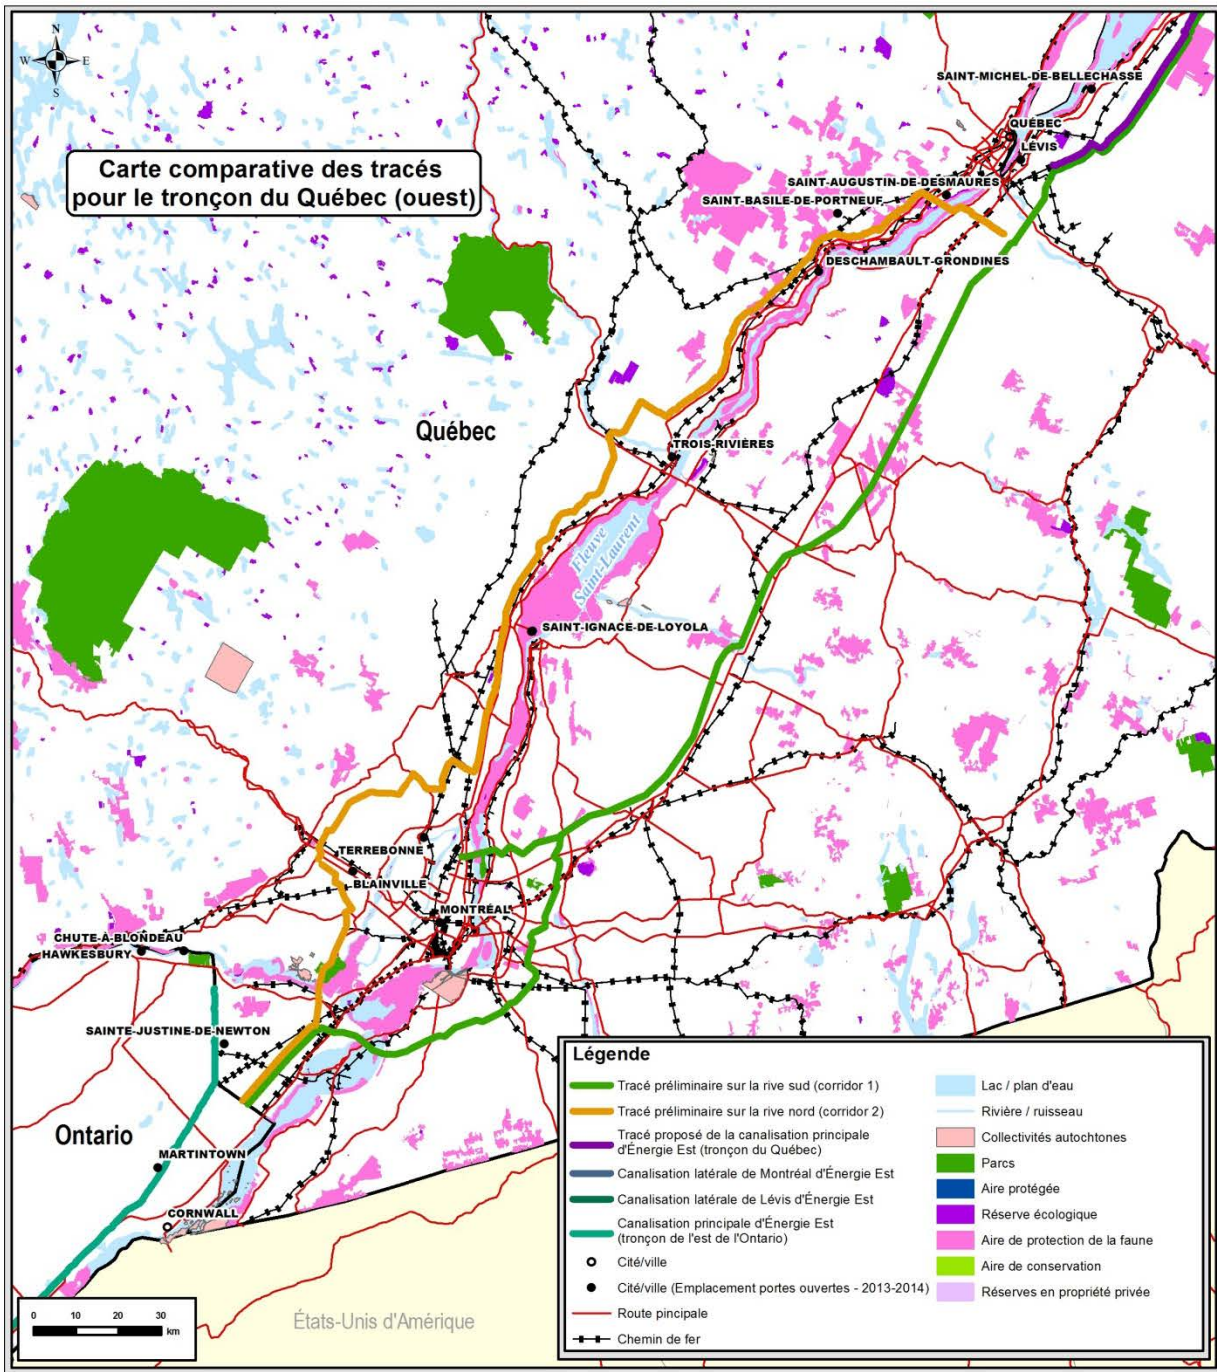 N
W E
S
Carte comparative des tracés
pour le tronçon du Québec (ouest)
SAINT-MICHEL-DE-BELLECHASSE
QUÉBEC
LÉVIS
SAINT-AUGUSTIN-DE-DESMAURES
SAINT-BASILE-DE-PORTNEUF
DESCHAMBAULT-GRONDINES
Québec
TROIS-RIVIÈRES
Fleuve
Saint-Laurent
SAINT-IGNACE-DE-LOYOLA
TERREBONNE
BLAINVILLE
MONTRÉAL
CHUTE-À-BLONDEAU
HAWKESBURY
SAINTE-JUSTINE-DE-NEWTON
Ontario
MARTINTOWN
CORNWALL
États-Unis d'Amérique
0 10 20 30
km
Légende
Tracé préliminaire sur la rive sud (corridor 1)
Tracé préliminaire sur la rive nord (corridor 2)
Tracé proposé de la canalisation principale
d'Énergie Est (tronçon du Québec)
Canalisation latérale de Montréal d'Énergie Est
Canalisation latérale de Lévis d'Énergie Est
Canalisation principale d'Énergie Est
(tronçon de l'est de l'Ontario)
Cité/ville
Cité/ville (Emplacement portes ouvertes - 2013-2014)
Route pincipale
Chemin de fer
Lac / plan d'eau
Rivière / ruisseau
Collectivités autochtones
Parcs
Aire protégée
Réserve écologique
Aire de protection de la faune
Aire de conservation
Réserves en propriété privée